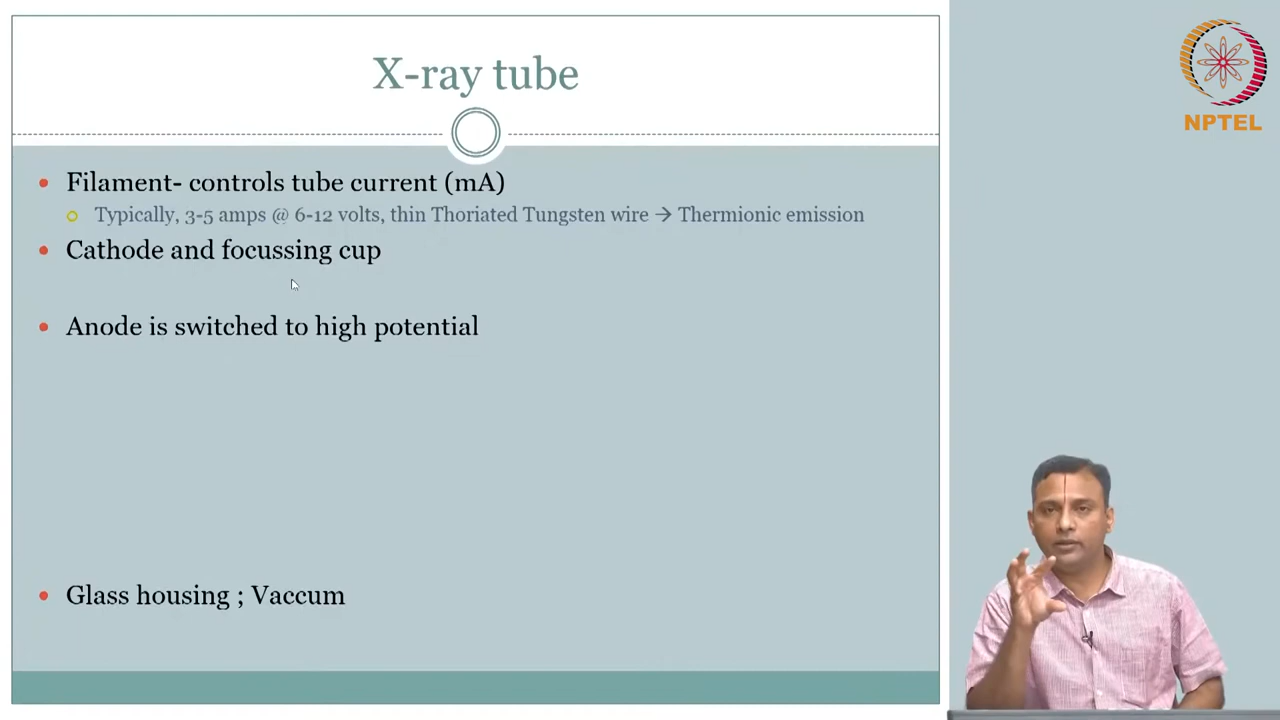 X-ray tube
NPTEL
• Filament- controls tube current (mA)
Typically, 3-5 amps @ 6-12 volts, thin Thoriated Tungsten wire → Thermionic emission
• Cathode and focussing cup
• Anode is switched to high potential
• Glass housing ; Vaccum